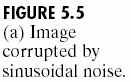 FIGURE 5.5
(a) Image
corrupted by
sinusoidal noise.